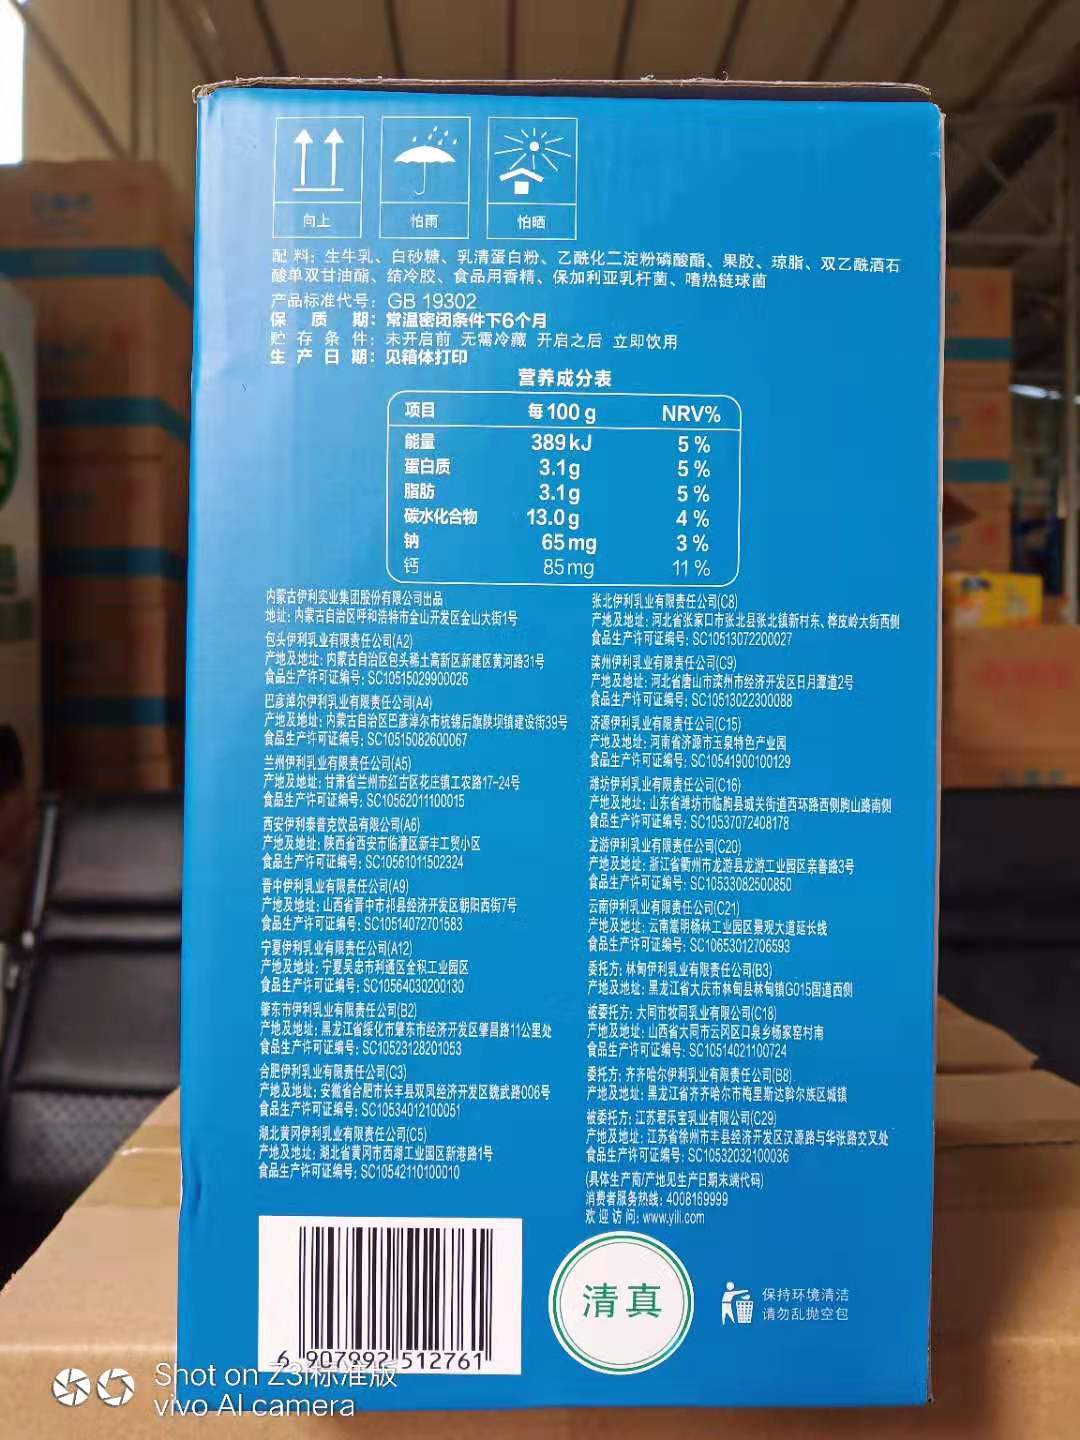 向上
怕雨
怕晒
配 料：生牛乳、白砂糖、乳清蛋白粉、乙酰化二淀粉磷酸酯、果胶、琼脂、双乙酰酒石
酸单双甘油酯、结冷胶、食品用香精、保加利亚乳杆菌、嗜热链球菌
产品标准代号：GB 19302
保 质 期：常温密闭条件下6个月
贮 存 条 件：未开启前 无需冷藏 开启之后 立即饮用
生 产 日 期：见箱体打印
营养成分表
项目 每100g NRV%
能量 389kJ 5%
蛋白质 3.1g 5%
脂肪 3.1g 5%
碳水化合物 13.0g 4%
钠 65mg 3%
钙 85mg 11%
内蒙古伊利实业集团股份有限公司出品
地址：内蒙古自治区呼和浩特市金山开发区金山大街1号
包头伊利乳业有限责任公司(A2)
产地及地址：内蒙古自治区包头稀土高新区新建区黄河路31号
食品生产许可证编号：SC10515029900026
巴彦淖尔伊利乳业有限责任公司(A4)
产地及地址：内蒙古自治区巴彦淖尔市杭锦后旗陕坝镇建设街39号
食品生产许可证编号：SC10515082600067
兰州伊利乳业有限责任公司(A5)
产地及地址：甘肃省兰州市红古区花庄镇工农路17-24号
食品生产许可证编号：SC10562011100015
西安伊利泰普克饮品有限公司(A6)
产地及地址：陕西省西安市临潼区新丰工贸小区
食品生产许可证编号：SC10561011502324
晋中伊利乳业有限责任公司(A9)
产地及地址：山西省晋中市祁县经济开发区朝阳西街7号
食品生产许可证编号：SC10514072701583
宁夏伊利乳业有限责任公司(A12)
产地及地址：宁夏吴忠市利通区金积工业园区
食品生产许可证编号：SC10564030200130
肇东市伊利乳业有限责任公司(B2)
产地及地址：黑龙江省绥化市肇东市经济开发区肇昌路11公里处
食品生产许可证编号：SC10523128201053
合肥伊利乳业有限责任公司(C3)
产地及地址：安徽省合肥市长丰县双凤经济开发区魏武路006号
食品生产许可证编号：SC10534012100051
湖北黄冈伊利乳业有限责任公司(C5)
产地及地址：湖北省黄冈市西湖工业园区新港路1号
食品生产许可证编号：SC10542110100010
张北伊利乳业有限责任公司(C8)
产地及地址：河北省张家口市张北县张北镇新村东、桦皮岭大街西侧
食品生产许可证编号：SC10513072200027
滦州伊利乳业有限责任公司(C9)
产地及地址：河北省唐山市滦州市经济开发区日月潭道2号
食品生产许可证编号：SC10513022300088
济源伊利乳业有限责任公司(C15)
产地及地址：河南省济源市玉泉特色产业园
食品生产许可证编号：SC10541900100129
潍坊伊利乳业有限责任公司(C16)
产地及地址：山东省潍坊市临朐县城关街道西环路西侧朐山路南侧
食品生产许可证编号：SC10537072408178
龙游伊利乳业有限责任公司(C20)
产地及地址：浙江省衢州市龙游县龙游工业园区亲善路3号
食品生产许可证编号：SC10533082500850
云南伊利乳业有限责任公司(C21)
产地及地址：云南嵩明杨林工业园区景观大道延长线
食品生产许可证编号：SC10653012706593
委托方：林甸伊利乳业有限责任公司(B3)
产地及地址：黑龙江省大庆市林甸县林甸镇G015国道西侧
被委托方：大同市牧同乳业有限公司(C18)
产地及地址：山西省大同市云冈区口泉乡杨家窑村南
食品生产许可证编号：SC10514021100724
委托方：齐齐哈尔伊利乳业有限责任公司(B8)
产地及地址：黑龙江省齐齐哈尔市梅里斯达斡尔族区城镇
被委托方：江苏君乐宝乳业有限公司(C29)
产地及地址：江苏省徐州市丰县经济开发区汉源路与华张路交叉处
食品生产许可证编号：SC10532032100036
(具体生产商/产地见生产日期末端代码)
消费者服务热线：4008169999
欢迎访问：www.yili.com
6 907992 512761
清真
保持环境清洁
请勿乱抛空包
Shot on Z3i标准版
vivo AI camera